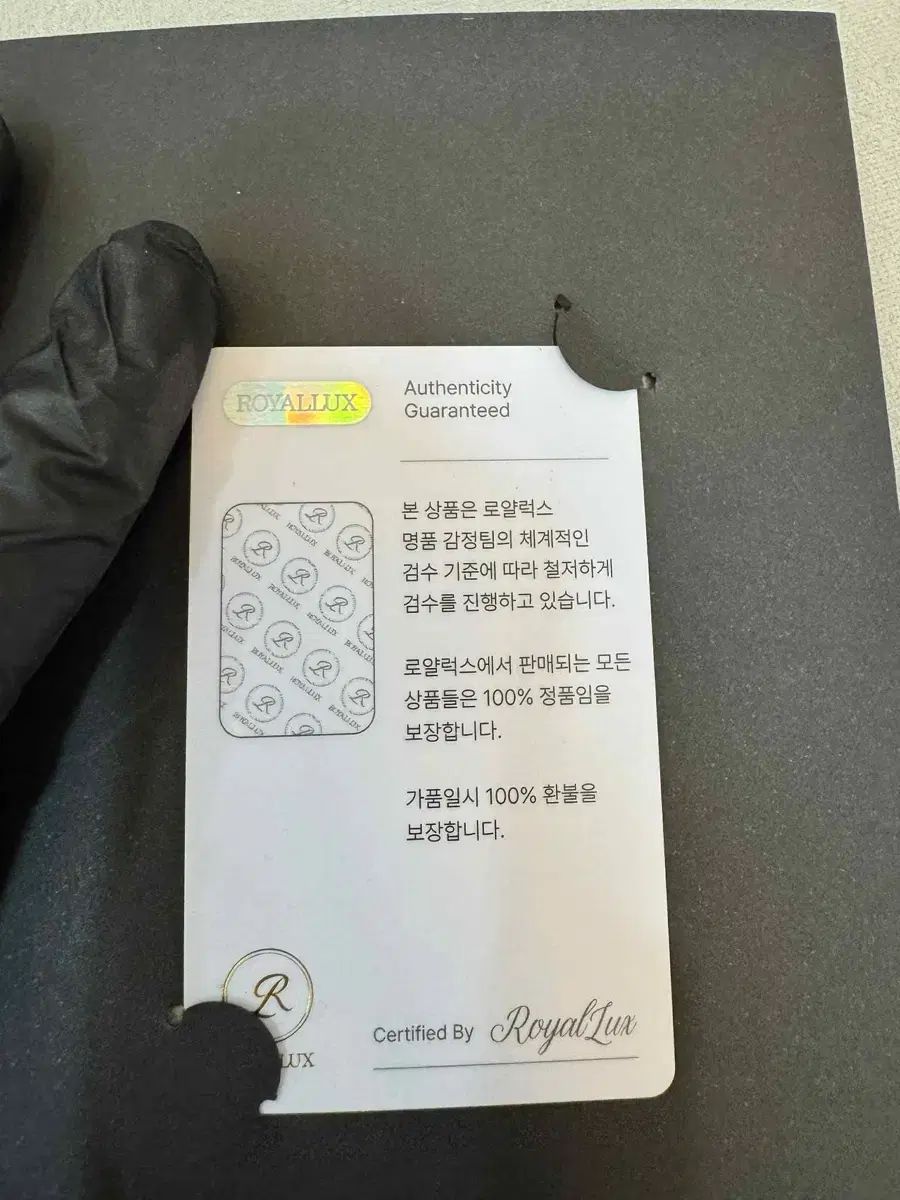 ROYALLUX
Authenticity
Guaranteed
본 상품은 로얄럭스
명품 감정팀의 체계적인
검수 기준에 따라 철저하게
검수를 진행하고 있습니다.
로얄럭스에서 판매되는 모든
상품들은 100% 정품임을
보장합니다.
가품일시 100% 환불을
보장합니다.
R
LUX
Certified By RoyalLux